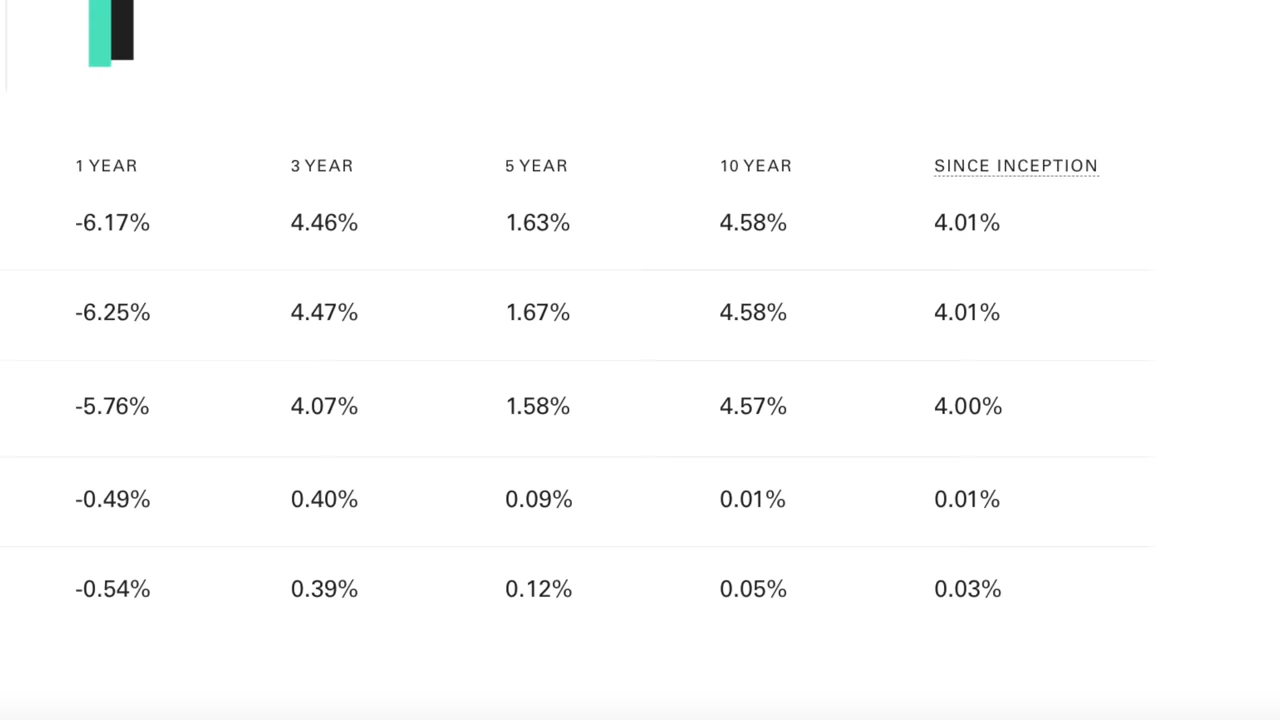 1 YEAR 3 YEAR 5 YEAR 10 YEAR SINCE INCEPTION
-6.17% 4.46% 1.63% 4.58% 4.01%
-6.25% 4.47% 1.67% 4.58% 4.01%
-5.76% 4.07% 1.58% 4.57% 4.00%
-0.49% 0.40% 0.09% 0.01% 0.01%
-0.54% 0.39% 0.12% 0.05% 0.03%